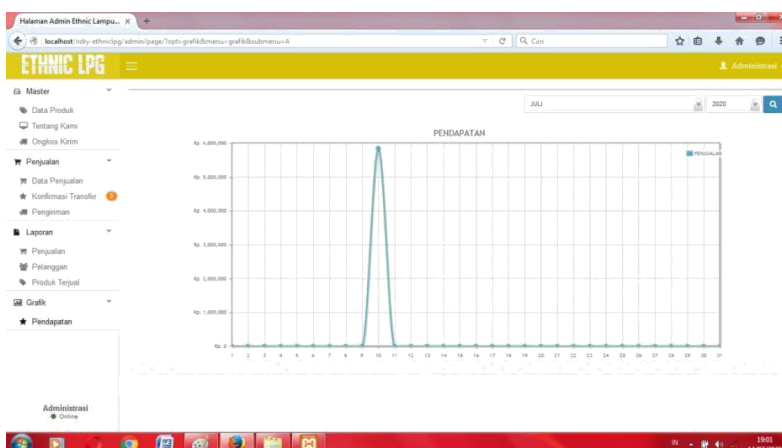 Halaman Admin Ethnic Lampu...
localhost/rizky-ethniclpg/admin/page/?opt=grafik&menu=grafik&submenu=A
Cari
ETHNIC LPG
Administrasi
Master
Data Produk
Tentang Kami
Ongkos Kirim
Penjualan
Data Penjualan
Konfirmasi Transfer
Pengiriman
Laporan
Penjualan
Pelanggan
Produk Terjual
Grafik
Pendapatan
Administrasi
Online
JULI
2020
PENDAPATAN
PENJUALAN
Rp. 6,000,000
Rp. 5,000,000
Rp. 4,000,000
Rp. 3,000,000
Rp. 2,000,000
Rp. 1,000,000
Rp. 0
1 2 3 4 5 6 7 8 9 10 11 12 13 14 15 16 17 18 19 20 21 22 23 24 25 26 27 28 29 30 31
IN
19:01